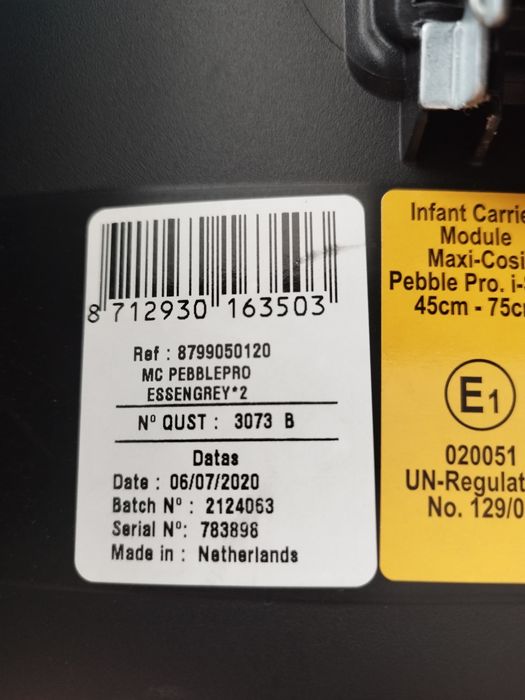 8 712930 163503
Ref : 8799050120
MC PEBBLEPRO
ESSENGREY*2
Nº QUST : 3073 B
Datas
Date : 06/07/2020
Batch Nº : 2124063
Serial Nº: 783898
Made in : Netherlands
Infant Carrie
Module
Maxi-Cosi
Pebble Pro. i-
45cm - 75c
E1
020051
UN-Regulat
No. 129/0